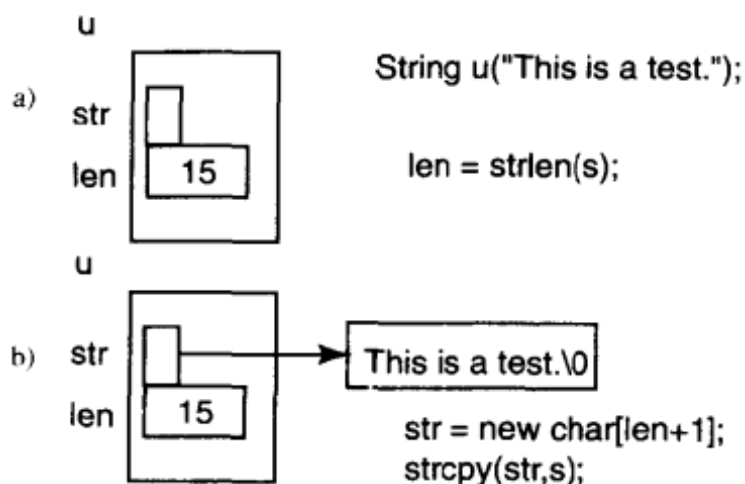 u
String u("This is a test.");
a)
str
len = strlen(s);
len 15
u
b)
str
This is a test.\0
len 15
str = new char[len+1];
strcpy(str,s);